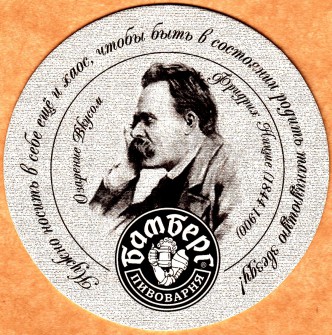 Нужно носить в себе ещё и хаос, чтобы быть в состоянии родить танцующую звезду!
Озарение Вкусом
Фридрих Ницше (1844 1900)
Бамберг
ПИВОВАРНЯ